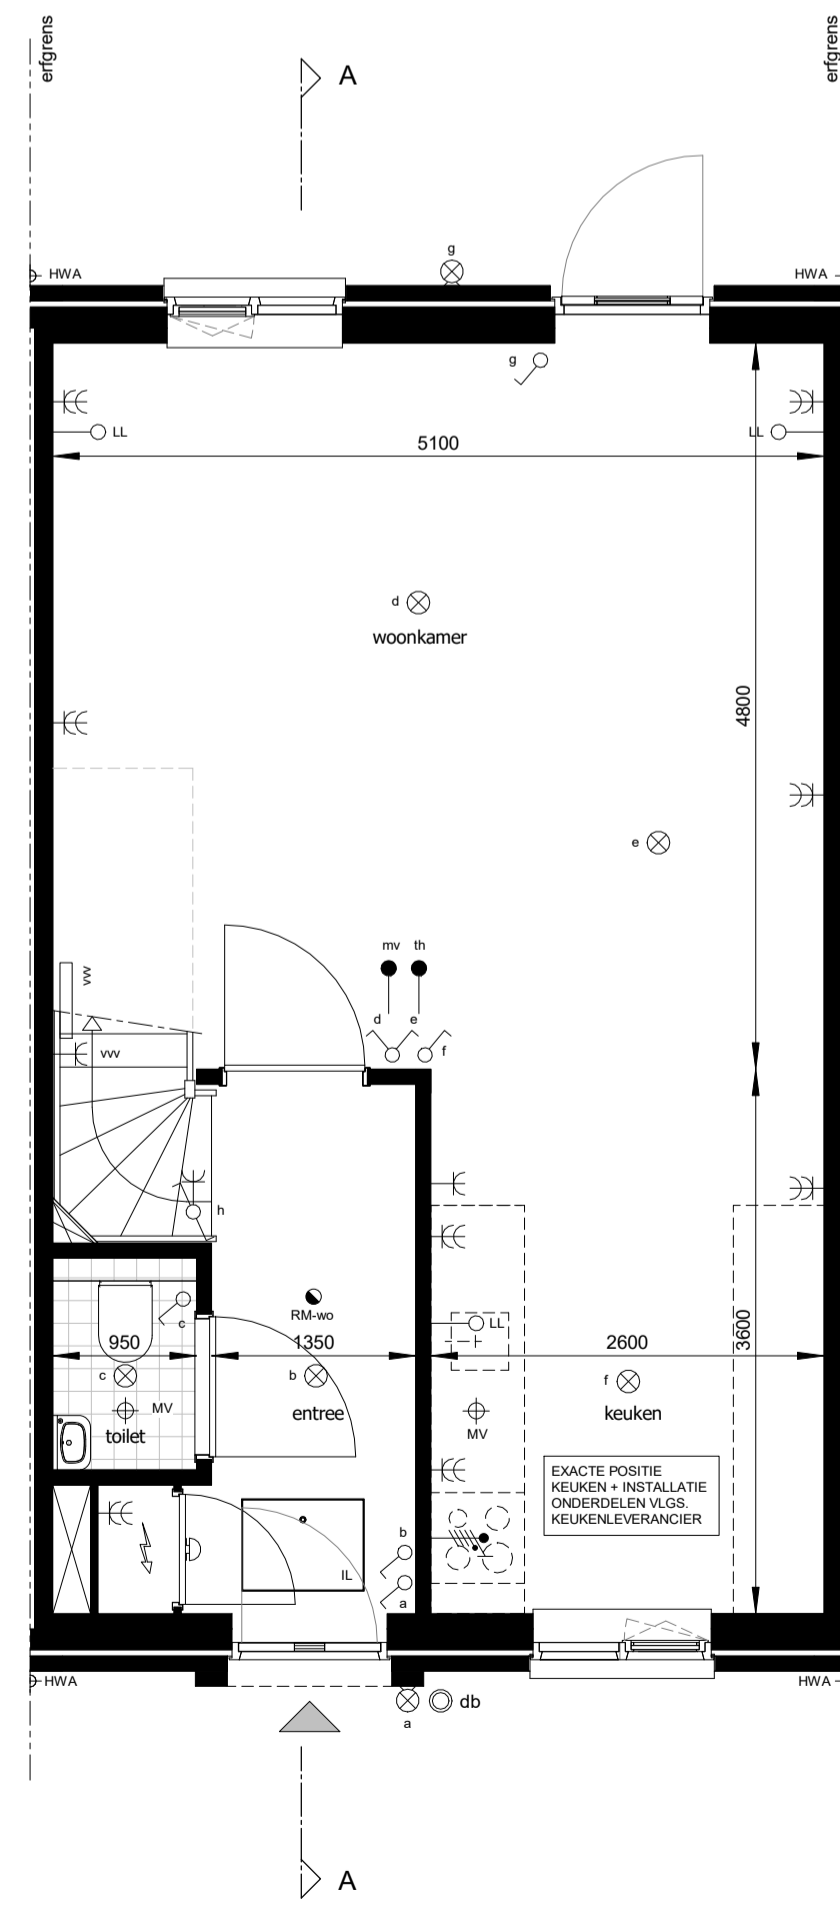 erfgrens
erfgrens
A
g
HWA
HWA
g
LL
LL
5100
d
woonkamer
4800
e
mv
th
vvv
d
e
vvv
f
h
RM-wo
c
LL
950
1350
2600
3600
c
b
f
MV
entree
keuken
toilet
MV
EXACTE POSITIE
KEUKEN + INSTALLATIE
ONDERDELEN VLGS.
KEUKENLEVERANCIER
b
IL
a
HWA
HWA
db
a
A